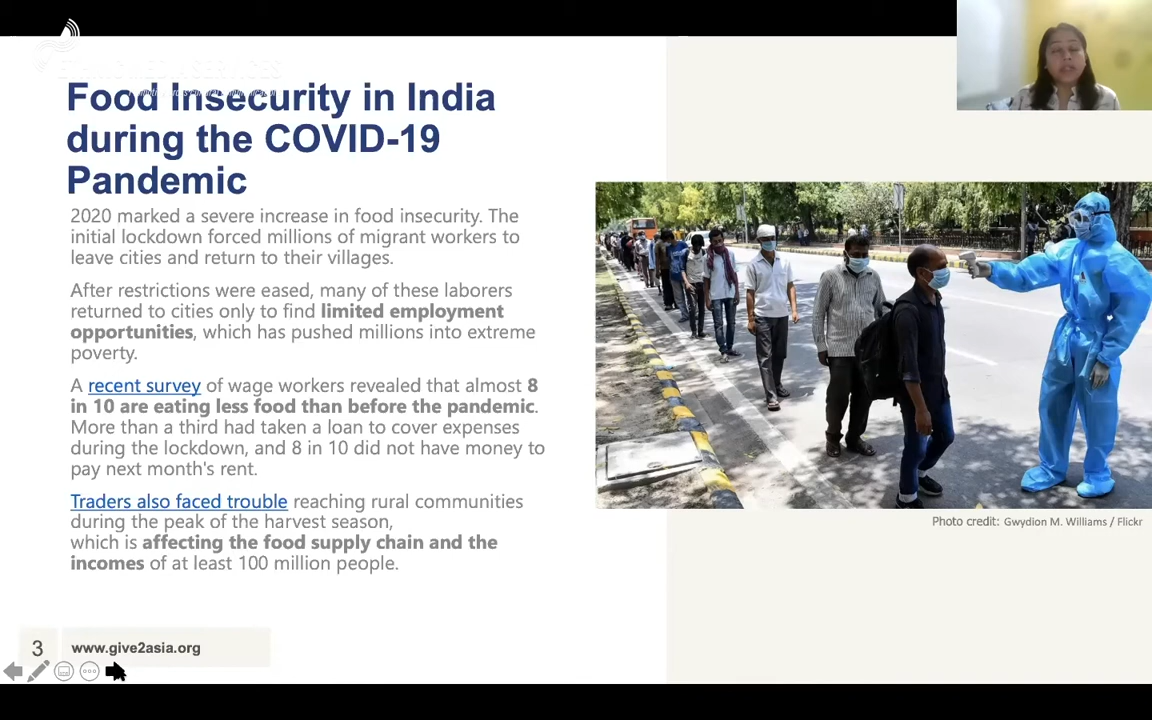 ETHNIC MEDIA SERVICES
Food Insecurity in India
during the COVID-19
Pandemic
2020 marked a severe increase in food insecurity. The
initial lockdown forced millions of migrant workers to
leave cities and return to their villages.
After restrictions were eased, many of these laborers
returned to cities only to find limited employment
opportunities, which has pushed millions into extreme
poverty.
A recent survey of wage workers revealed that almost 8
in 10 are eating less food than before the pandemic.
More than a third had taken a loan to cover expenses
during the lockdown, and 8 in 10 did not have money to
pay next month's rent.
Traders also faced trouble reaching rural communities
during the peak of the harvest season,
which is affecting the food supply chain and the
incomes of at least 100 million people.
Photo credit: Gwydion M. Williams / Flickr
3
www.give2asia.org